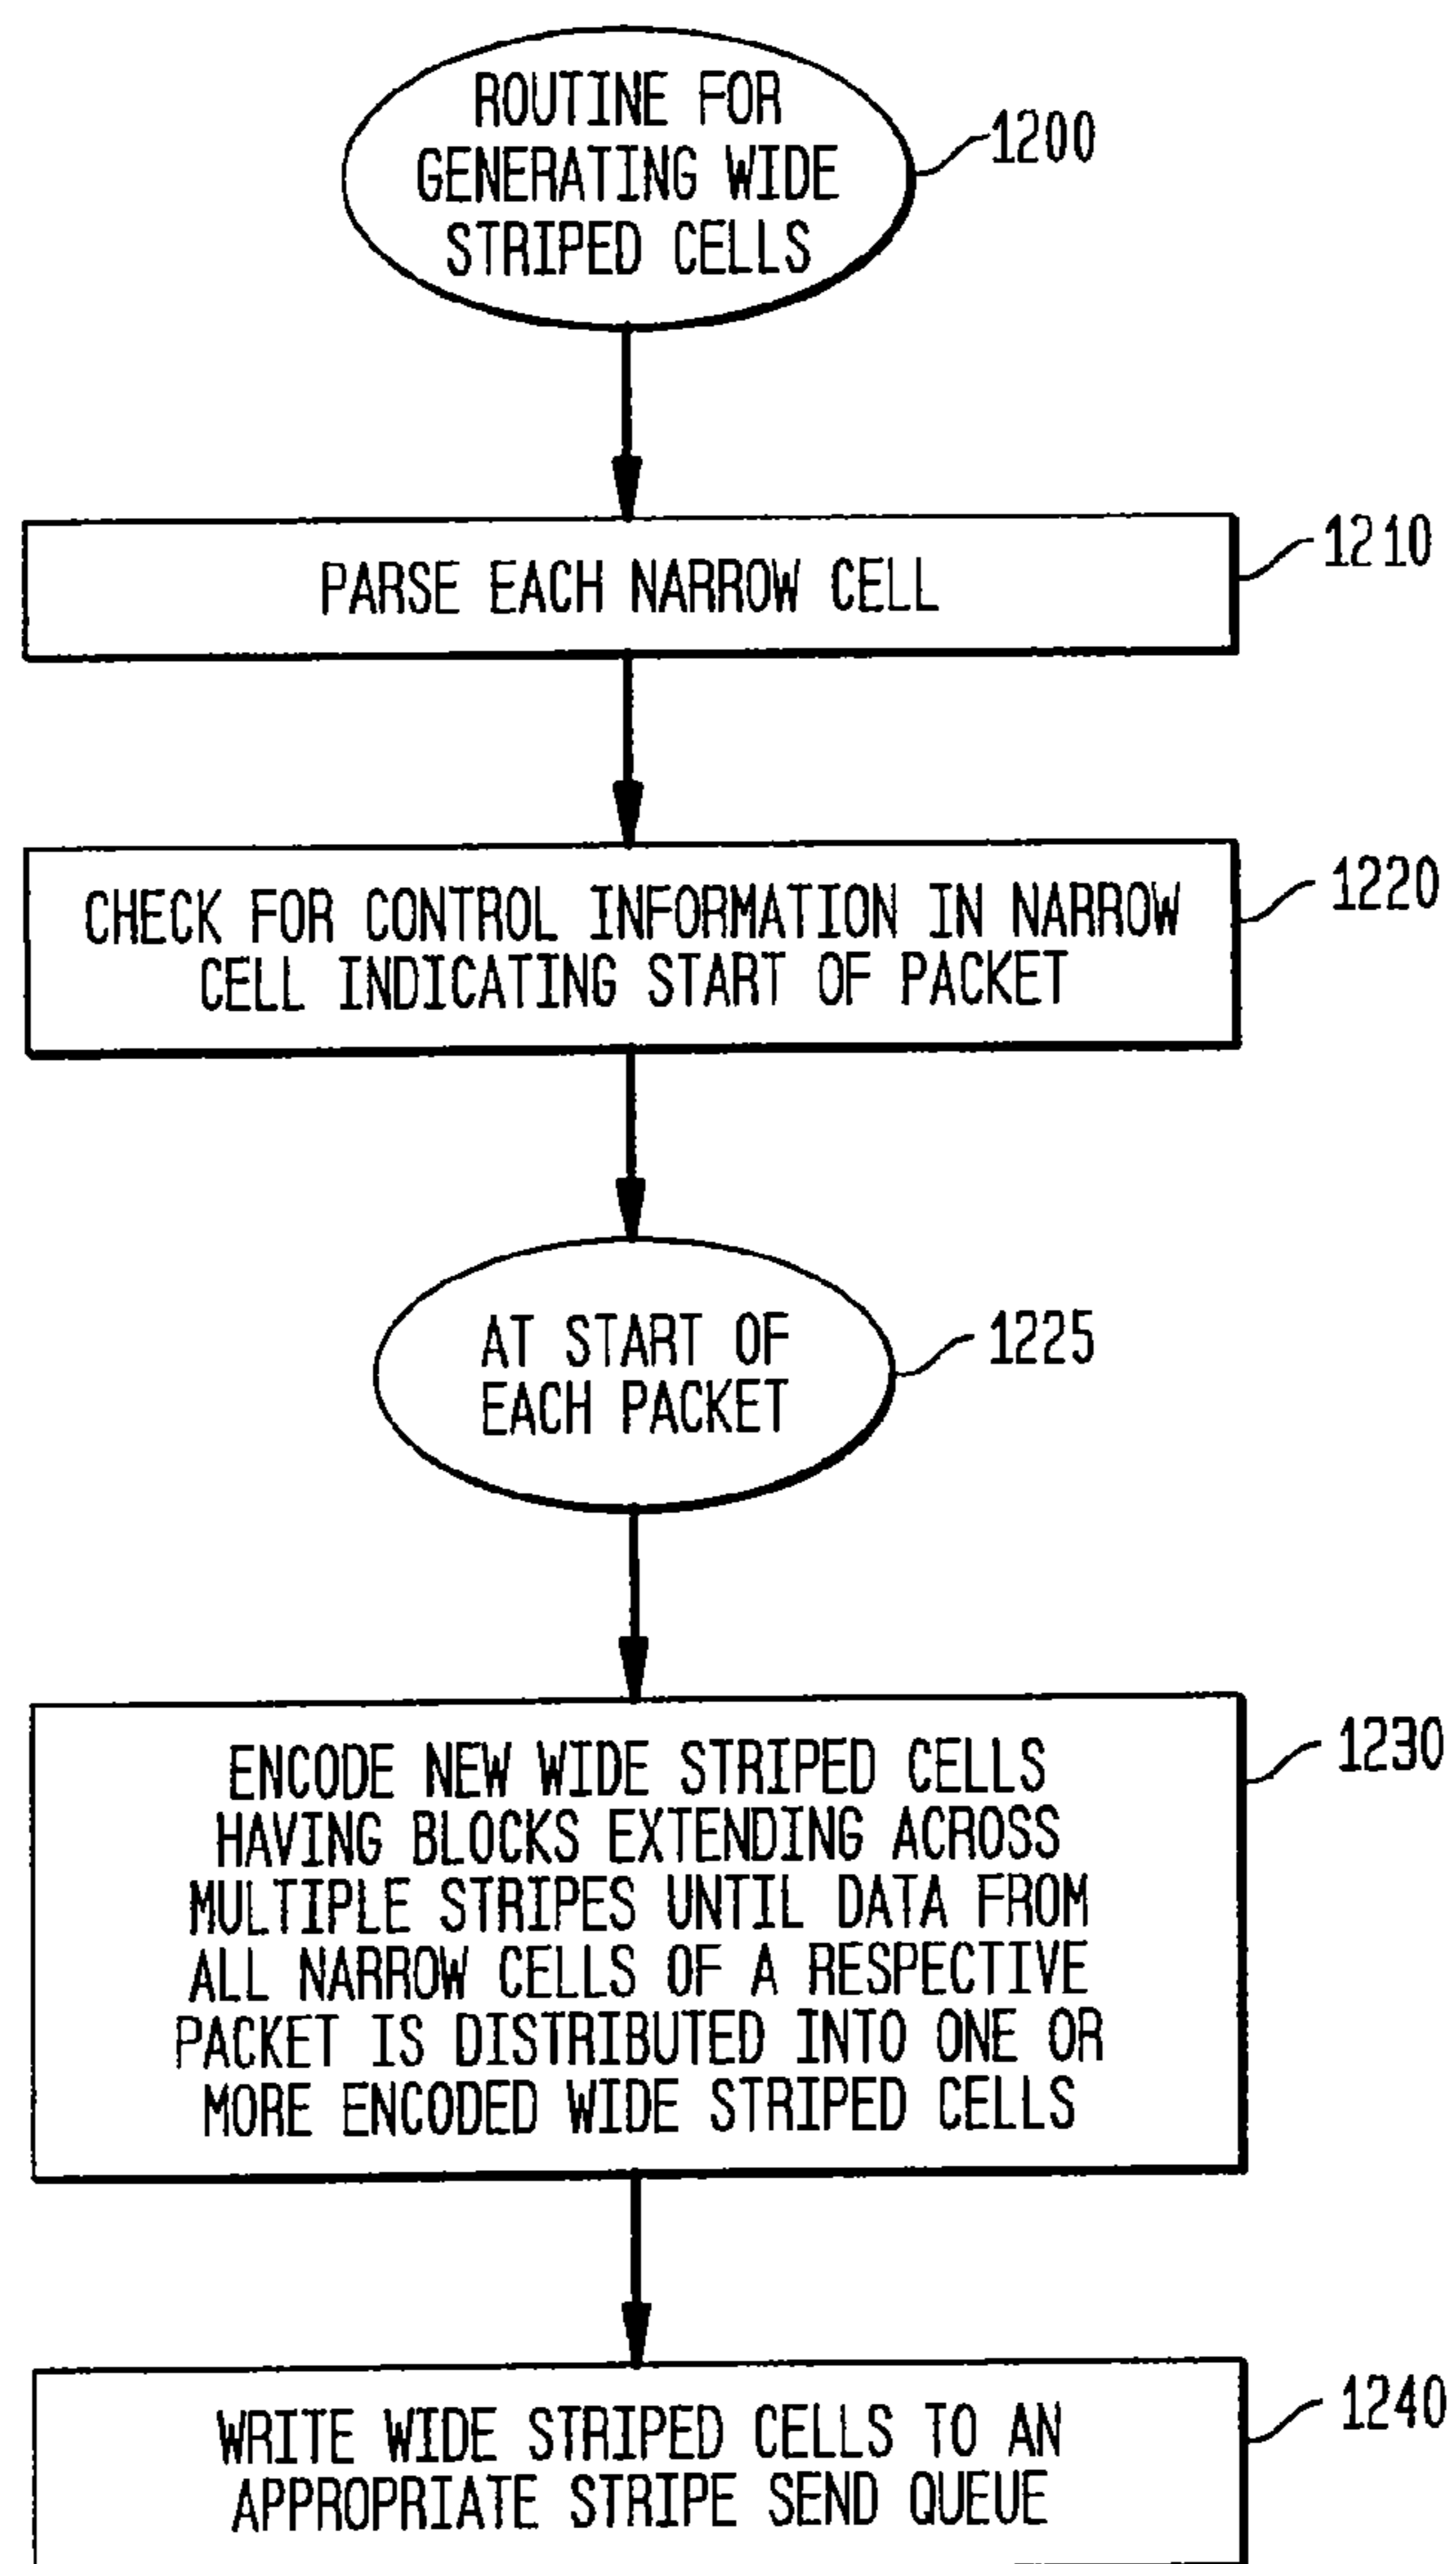 ROUTINE FOR
GENERATING WIDE
STRIPED CELLS
1200
PARSE EACH NARROW CELL
1210
CHECK FOR CONTROL INFORMATION IN NARROW
CELL INDICATING START OF PACKET
1220
AT START OF
EACH PACKET
1225
ENCODE NEW WIDE STRIPED CELLS
HAVING BLOCKS EXTENDING ACROSS
MULTIPLE STRIPES UNTIL DATA FROM
ALL NARROW CELLS OF A RESPECTIVE
PACKET IS DISTRIBUTED INTO ONE OR
MORE ENCODED WIDE STRIPED CELLS
1230
WRITE WIDE STRIPED CELLS TO AN
APPROPRIATE STRIPE SEND QUEUE
1240